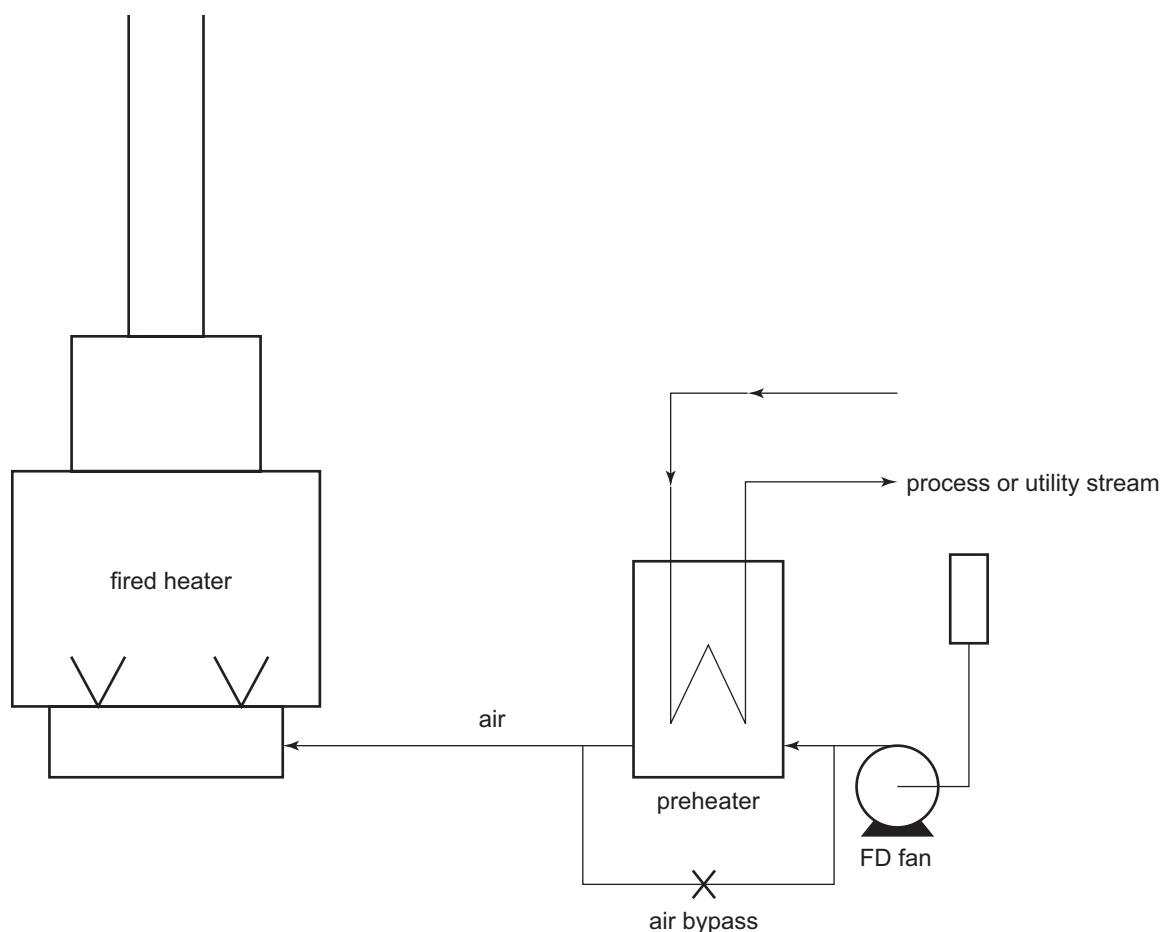 process or utility stream
fired heater
air
preheater
FD fan
air bypass